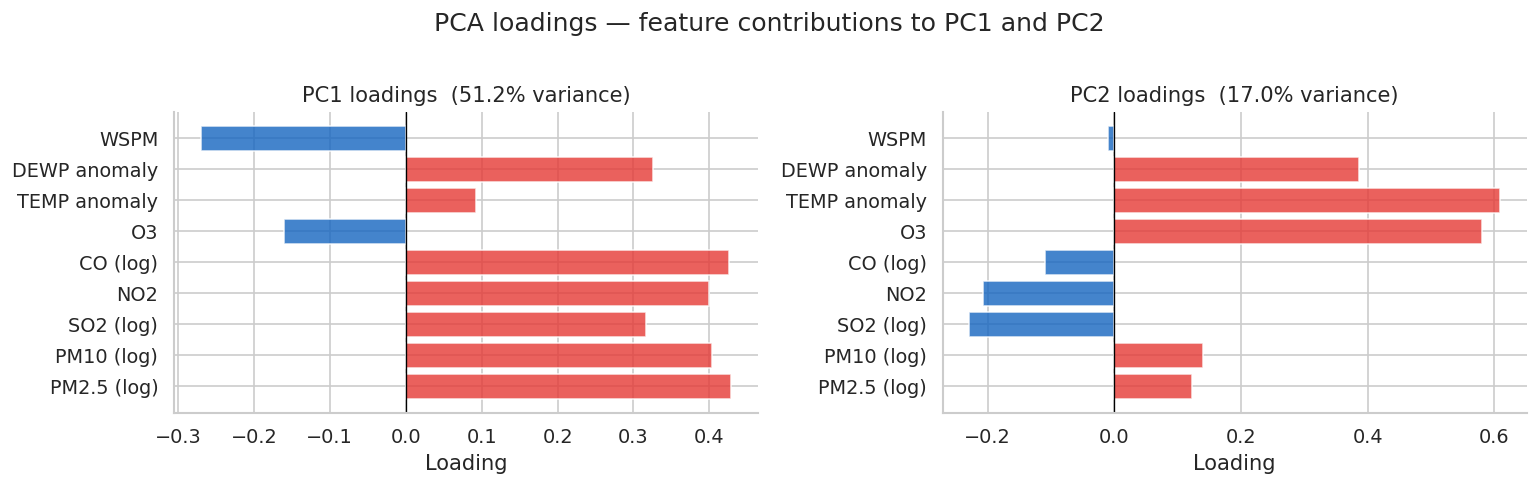 PCA loadings — feature contributions to PC1 and PC2
PC1 loadings  (51.2% variance)
WSPM
DEWP anomaly
TEMP anomaly
O3
CO (log)
NO2
SO2 (log)
PM10 (log)
PM2.5 (log)
−0.3 −0.2 −0.1 0.0 0.1 0.2 0.3 0.4
Loading
PC2 loadings  (17.0% variance)
WSPM
DEWP anomaly
TEMP anomaly
O3
CO (log)
NO2
SO2 (log)
PM10 (log)
PM2.5 (log)
−0.2 0.0 0.2 0.4 0.6
Loading